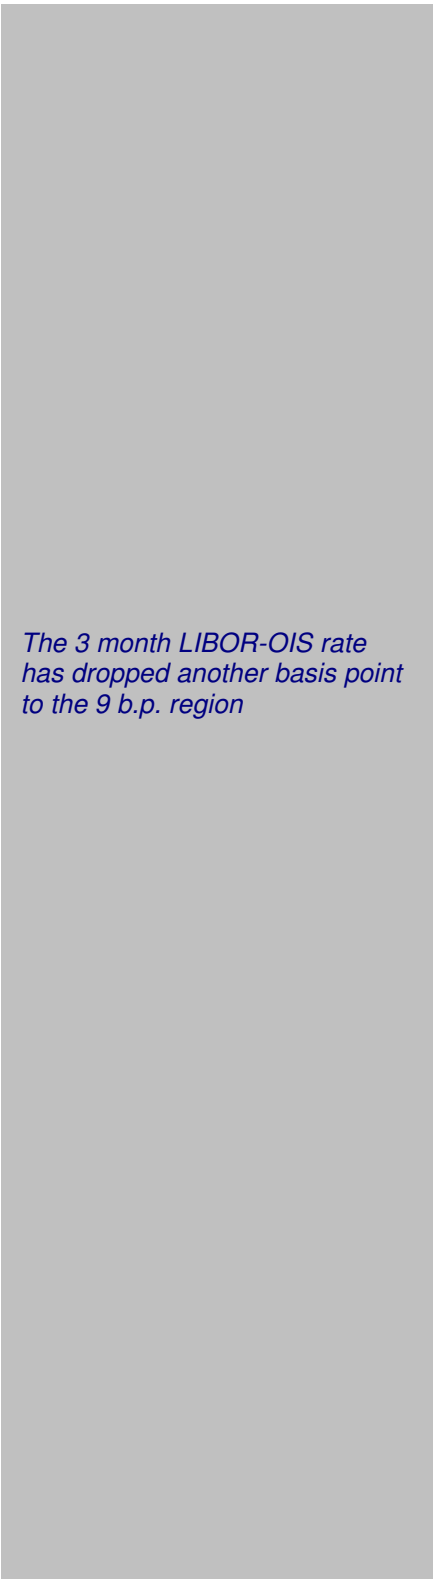 The 3 month LIBOR-OIS rate
has dropped another basis point
to the 9 b.p. region